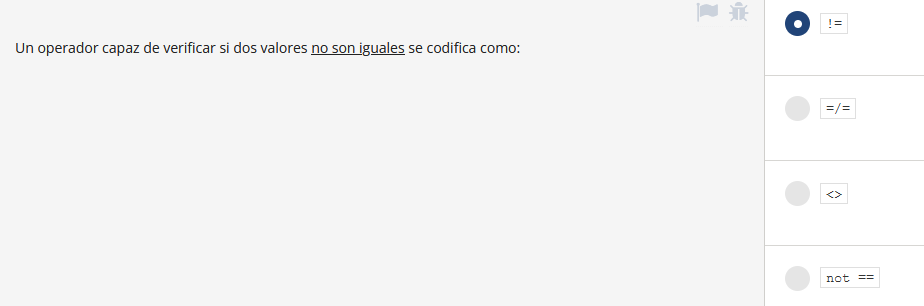 Un operador capaz de verificar si dos valores no son iguales se codifica como:
!=
=/=
<>
not ==